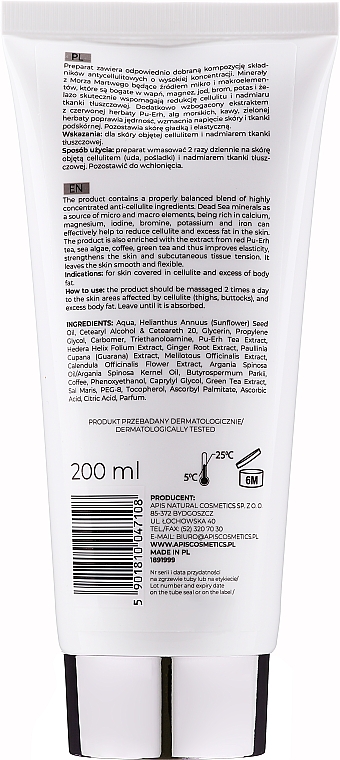 PL
Preparat zawiera odpowiednio dobraną kompozycję skład-
ników antycellulitowych o wysokiej koncentracji. Minerały
z Morza Martwego będące źródłem mikro i makroelemen-
tów, które są bogate w wapń, magnez, jod, brom, potas i że-
lazo skutecznie wspomagają redukcję cellulitu i nadmiaru
tkanki tłuszczowej. Dodatkowo wzbogacony ekstraktem
z czerwonej herbaty Pu-Erh, alg morskich, kawy, zielonej
herbaty poprawia jędrność, wzmacnia napięcie skóry i tkanki
podskórnej. Pozostawia skórę gładką i elastyczną.
Wskazania: dla skóry objętej cellulitem i nadmiarem tkanki
tłuszczowej.
Sposób użycia: preparat wmasować 2 razy dziennie na skórę
objętą cellulitem (uda, pośladki) i nadmiarem tkanki tłusz-
czowej. Pozostawić do wchłonięcia.
EN
The product contains a properly balanced blend of highly
concentrated anti-cellulite ingredients. Dead Sea minerals as
a source of micro and macro elements, being rich in calcium,
magnesium, iodine, bromine, potassium and iron can
effectively help to reduce cellulite and excess fat in the skin.
The product is also enriched with the extract from red Pu-Erh
tea, sea algae, coffee, green tea and thus improves elasticity,
strengthens the skin and subcutaneous tissue tension. It
leaves the skin smooth and flexible.
Indications: for skin covered in cellulite and excess of body
fat.
How to use: the product should be massaged 2 times a day
to the skin areas affected by cellulite (thighs, buttocks), and
excess body fat. Leave until it is absorbed.
INGREDIENTS: Aqua, Helianthus Annuus (Sunflower) Seed
Oil, Cetearyl Alcohol & Ceteareth 20, Glycerin, Propylene
Glycol, Carbomer, Triethanolamine, Pu-Erh Tea Extract,
Hedera Helix Folium Extract, Ginger Root Extract, Paulinia
Cupana (Guarana) Extract, Melilotous Officinalis Extract,
Calendula Officinalis Flower Extract, Argania Spinosa
Oil/Argania Spinosa Kernel Oil, Butyrospermum Parkii,
Coffee, Phenoxyethanol, Caprylyl Glycol, Green Tea Extract,
Sal Maris, PEG-8, Tocopherol, Ascorbyl Palmitate, Ascorbic
Acid, Citric Acid, Parfum.
PRODUKT PRZEBADANY DERMATOLOGICZNIE/
DERMATOLOGICALLY TESTED
200 ml
5°C
25°C
6M
PRODUCENT:
APIS NATURAL COSMETICS SP. Z O. O.
85-372 BYDGOSZCZ
UL. ŁOCHOWSKA 40
TEL/FAX: (52) 320 70 30
E-MAIL: BIURO@APISCOSMETICS.PL
WWW.APISCOSMETICS.PL
MADE IN PL
1891999
Nr serii i data przydatności
na zgrzewie tuby lub na etykiecie/
Lot number and expiry date
on the tube seal or on the label/
5 901810 047108